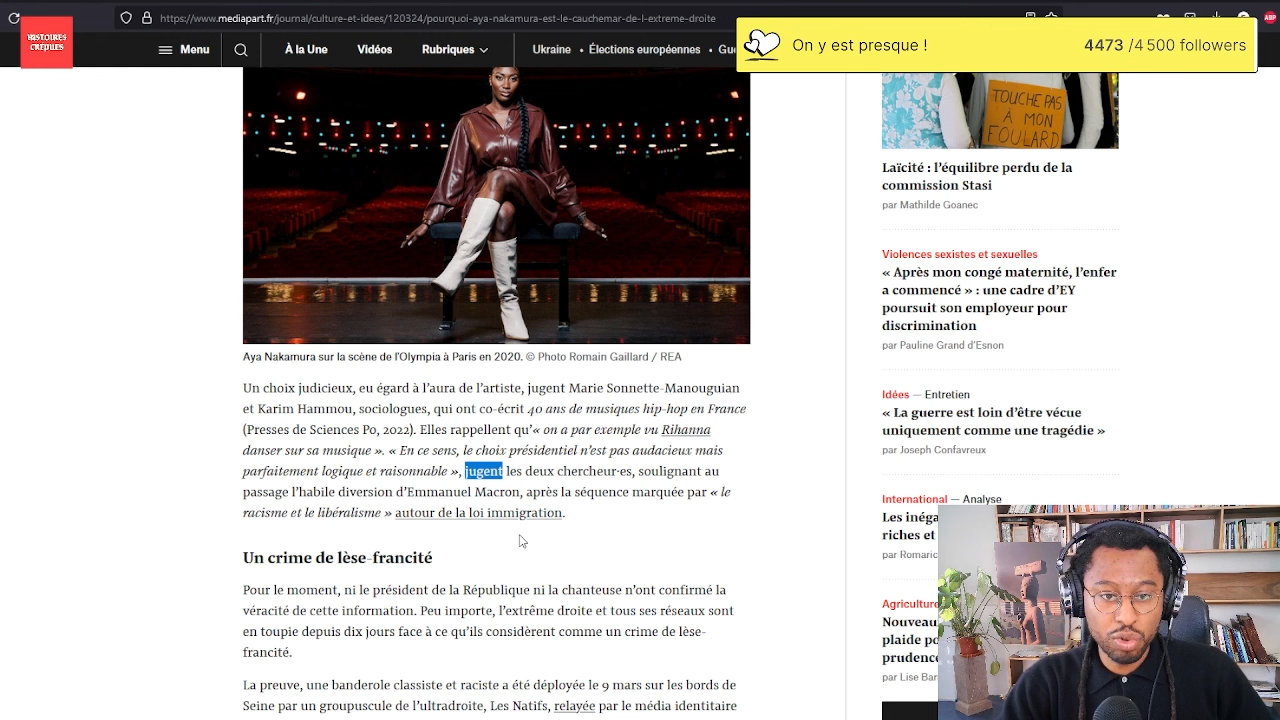 https://www.mediapart.fr/journal/culture-et-idees/120324/pourquoi-aya-nakamura-est-le-cauchemar-de-l-extreme-droite
ABP
HISTOIRES
CRÉPUES
Menu
À la Une
Vidéos
Rubriques
Ukraine • Élections européennes •
On y est presque !
4473 /4 500 followers
TOUCHE PAS
À MON
FOULARD
Aya Nakamura sur la scène de l'Olympia à Paris en 2020. © Photo Romain Gaillard / REA
Un choix judicieux, eu égard à l'aura de l'artiste, jugent Marie Sonnette-Manouguian
et Karim Hammou, sociologues, qui ont co-écrit 40 ans de musiques hip-hop en France
(Presses de Sciences Po, 2022). Elles rappellent qu'« on a par exemple vu Rihanna
danser sur sa musique ». « En ce sens, le choix présidentiel n'est pas audacieux mais
parfaitement logique et raisonnable », jugent les deux chercheur·es, soulignant au
passage l'habile diversion d'Emmanuel Macron, après la séquence marquée par « le
racisme et le libéralisme » autour de la loi immigration.
Un crime de lèse-francité
Pour le moment, ni le président de la République ni la chanteuse n'ont confirmé la
véracité de cette information. Peu importe, l'extrême droite et tous ses réseaux sont
en toupie depuis dix jours face à ce qu'ils considèrent comme un crime de lèse-
francité.
La preuve, une banderole classiste et raciste a été déployée le 9 mars sur les bords de
Seine par un groupuscule de l'ultradroite, Les Natifs, relayée par le média identitaire
Laïcité : l'équilibre perdu de la
commission Stasi
par Mathilde Goanec
Violences sexistes et sexuelles
« Après mon congé maternité, l'enfer
a commencé » : une cadre d'EY
poursuit son employeur pour
discrimination
par Pauline Grand d'Esnon
Idées — Entretien
« La guerre est loin d'être vécue
uniquement comme une tragédie »
par Joseph Confavreux
International — Analyse
Les inéga
riches et
par Romaric
Agriculture
Nouveau
plaide po
prudence
par Lise Bar